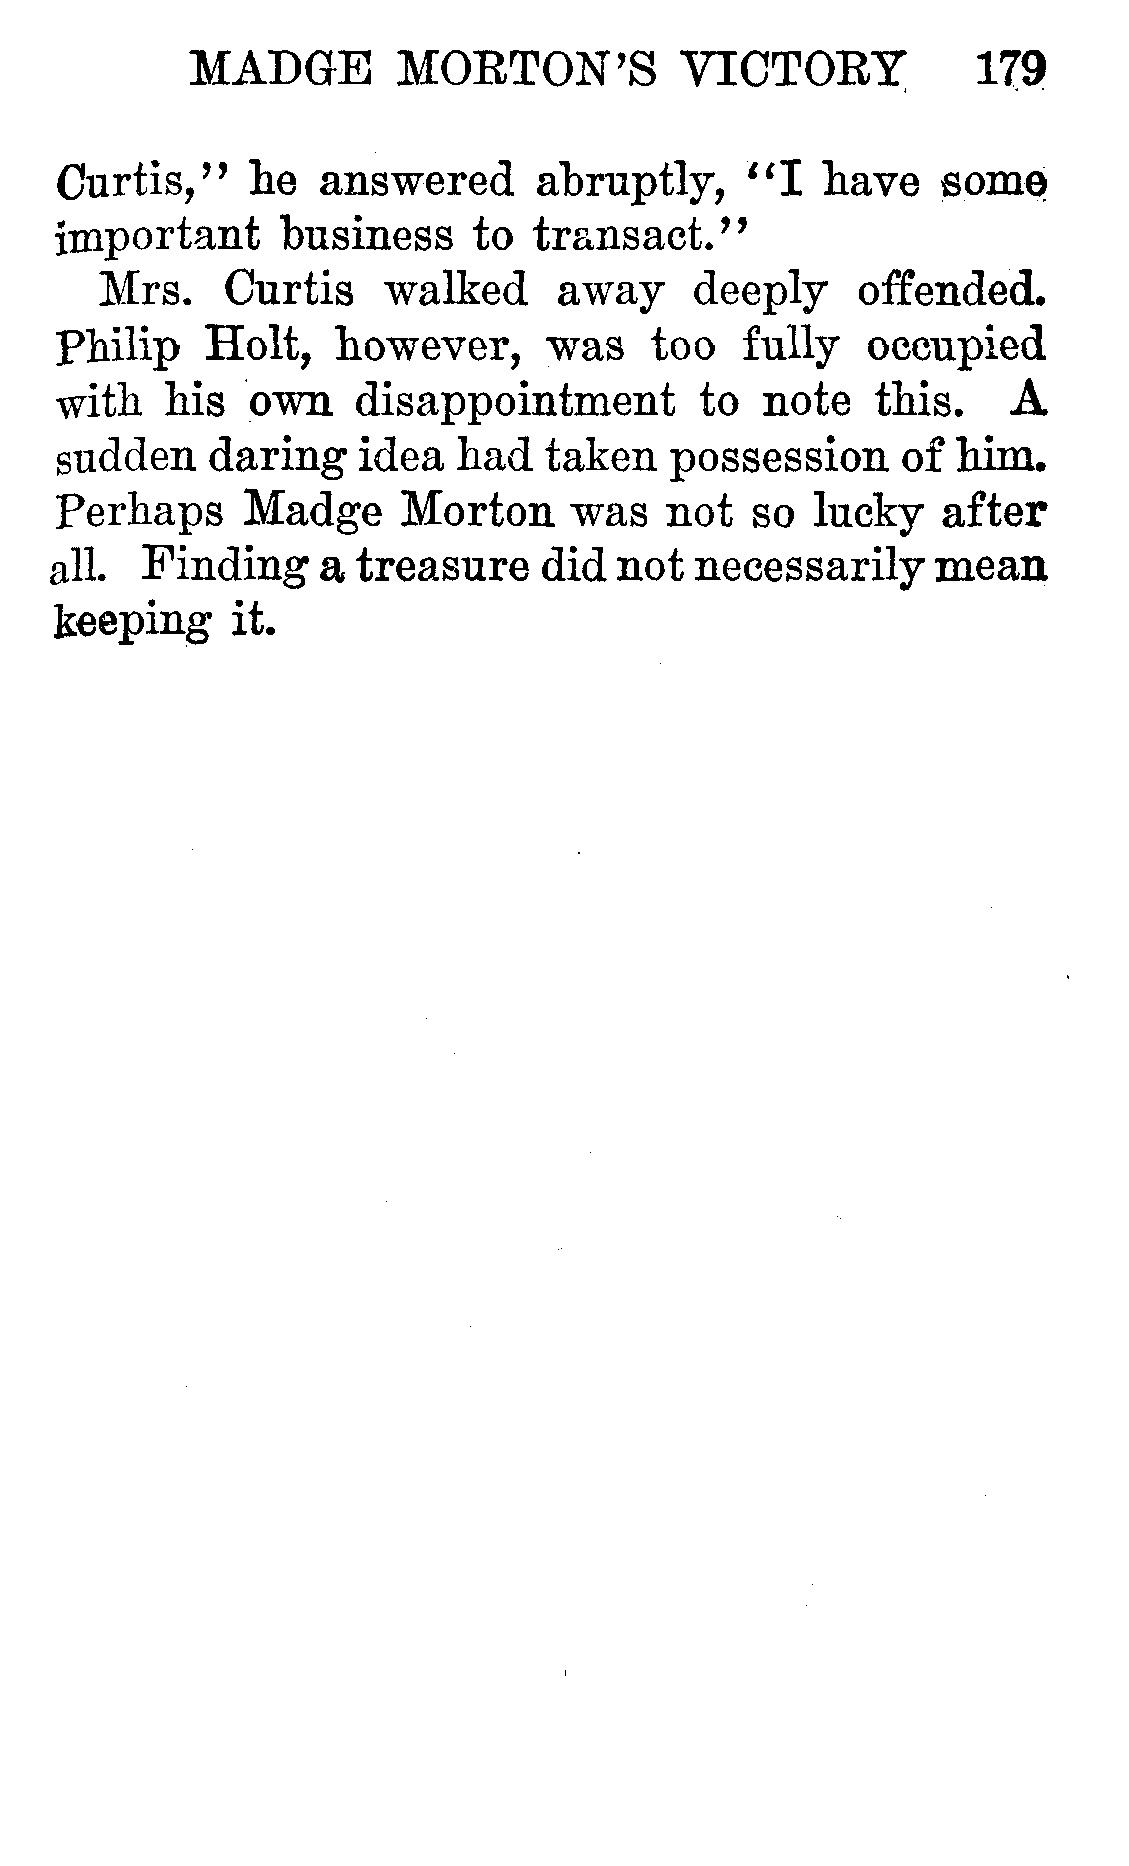 MADGE MORTON'S VICTORY 179
Curtis,'' he answered abruptly, ''I have some
important business to transact.''
Mrs. Curtis walked away deeply offended.
Philip Holt, however, was too fully occupied
with his own disappointment to note this. A
sudden daring idea had taken possession of him.
Perhaps Madge Morton was not so lucky after
all. Finding a treasure did not necessarily mean
keeping it.